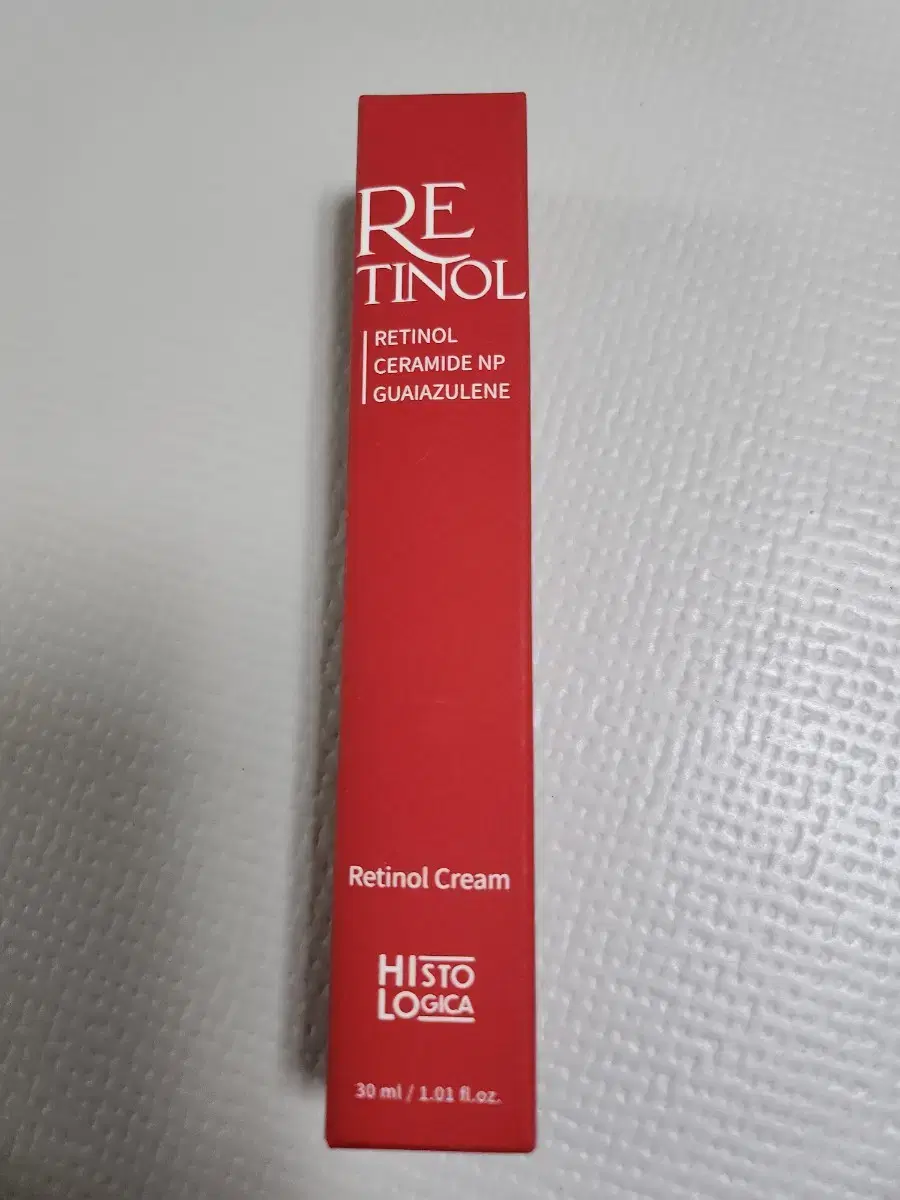 RE
TINOL
RETINOL
CERAMIDE NP
GUAIAZULENE
Retinol Cream
HISTO
LOGICA
30 ml / 1.01 fl.oz.